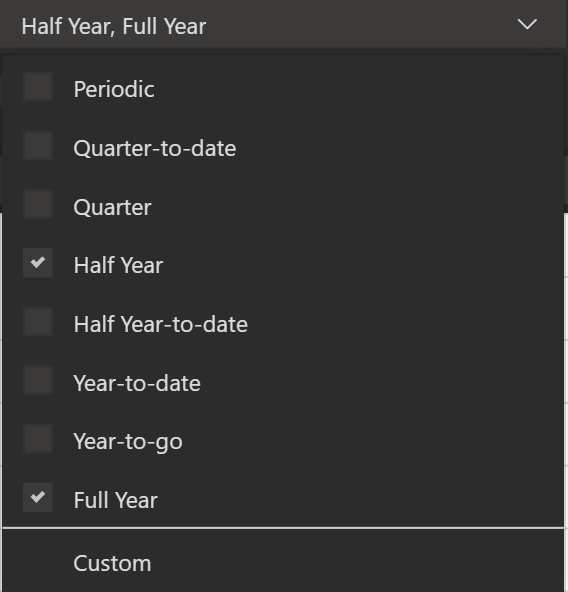 Half Year, Full Year
Periodic
Quarter-to-date
Quarter
Half Year
Half Year-to-date
Year-to-date
Year-to-go
Full Year
Custom